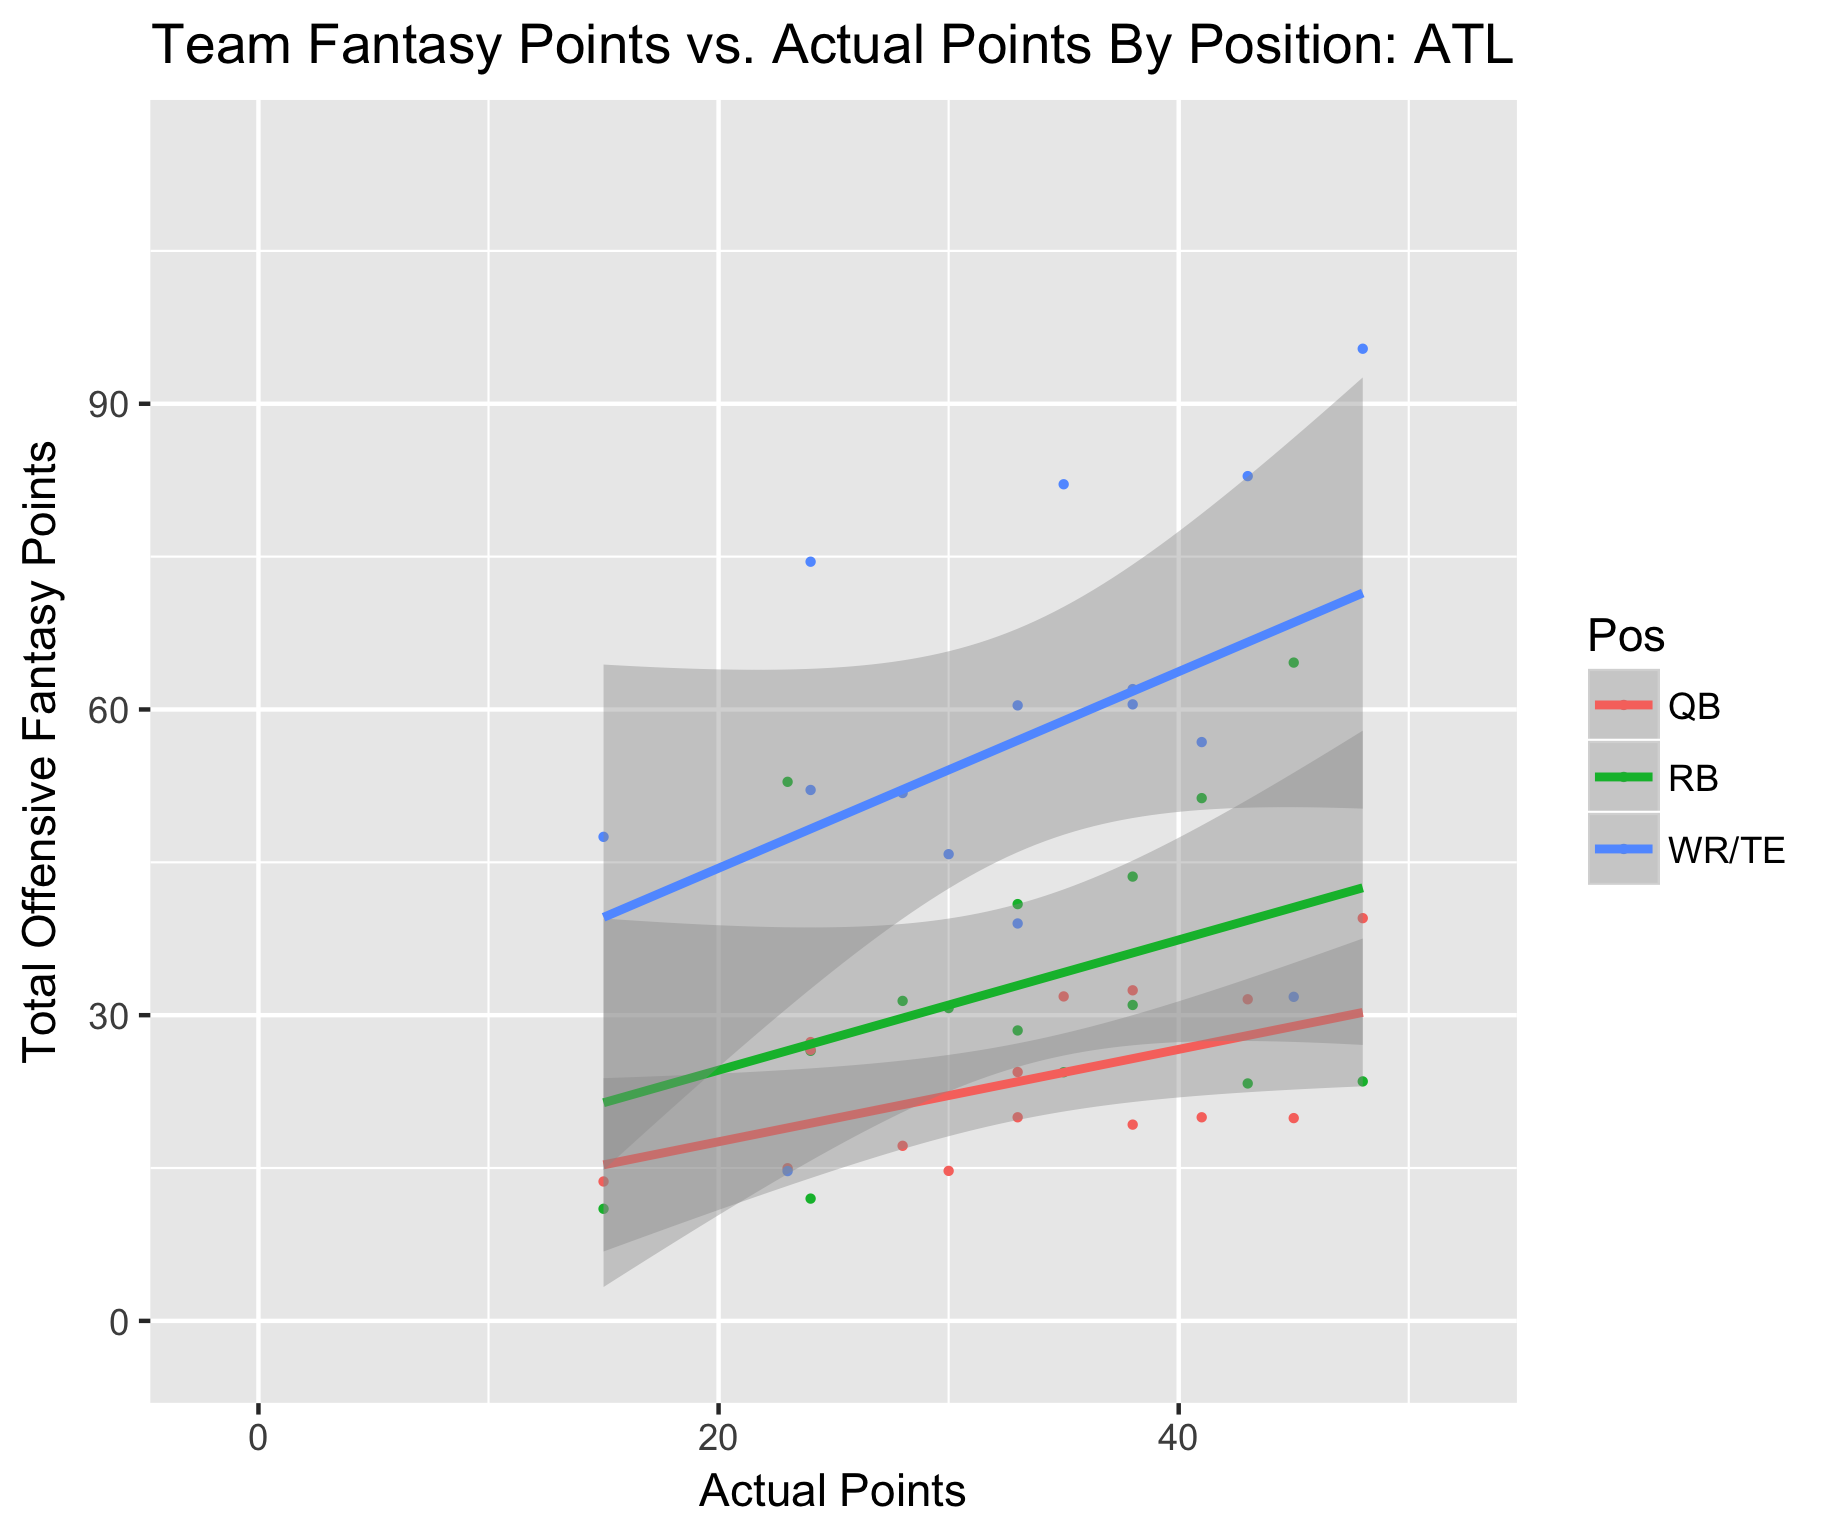 Team Fantasy Points vs. Actual Points By Position: ATL
Total Offensive Fantasy Points
90
60
30
0
0 20 40
Actual Points
Pos
QB
RB
WR/TE